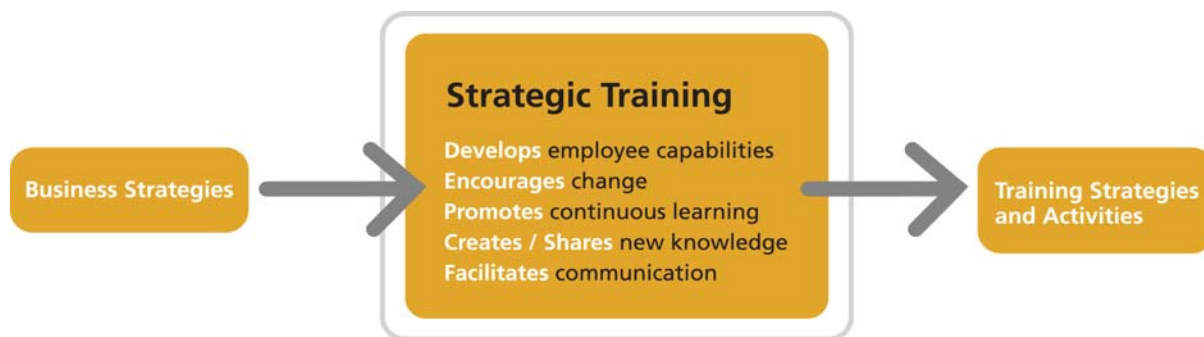 Business Strategies
Strategic Training
Develops employee capabilities
Encourages change
Promotes continuous learning
Creates / Shares new knowledge
Facilitates communication
Training Strategies
and Activities